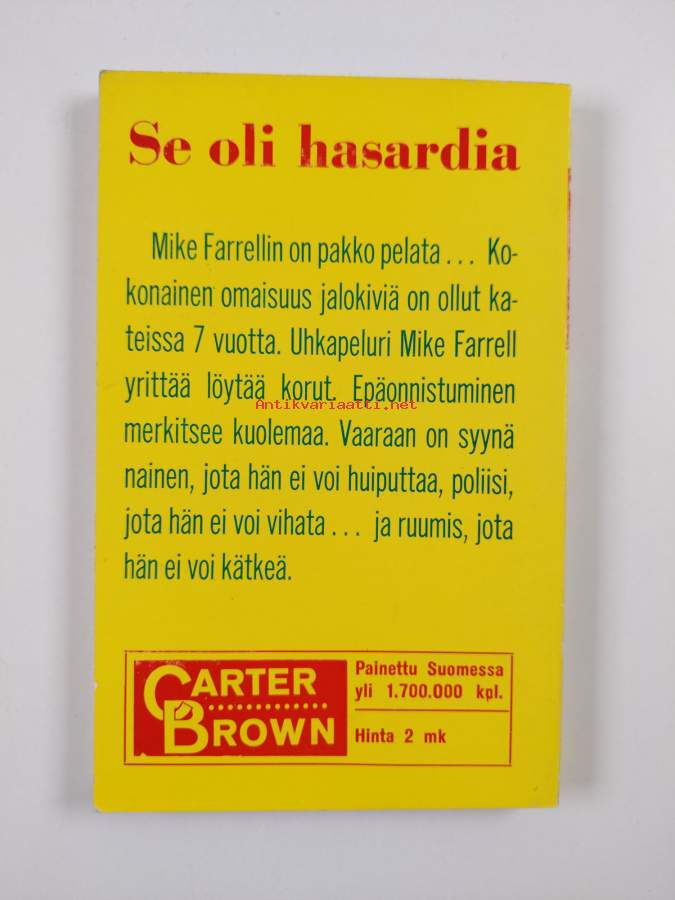 Se oli hasardia
Mike Farrellin on pakko pelata... Ko-
konainen omaisuus jalokiviä on ollut ka-
teissa 7 vuotta. Uhkapeluri Mike Farrell
yrittää löytää korut. Epäonnistuminen
Antikvariaatti.net
merkitsee kuolemaa. Vaaraan on syynä
nainen, jota hän ei voi huiputtaa, poliisi,
jota hän ei voi vihata... ja ruumis, jota
hän ei voi kätkeä.
CARTER
BROWN
Painettu Suomessa
yli 1.700.000 kpl.
Hinta 2 mk